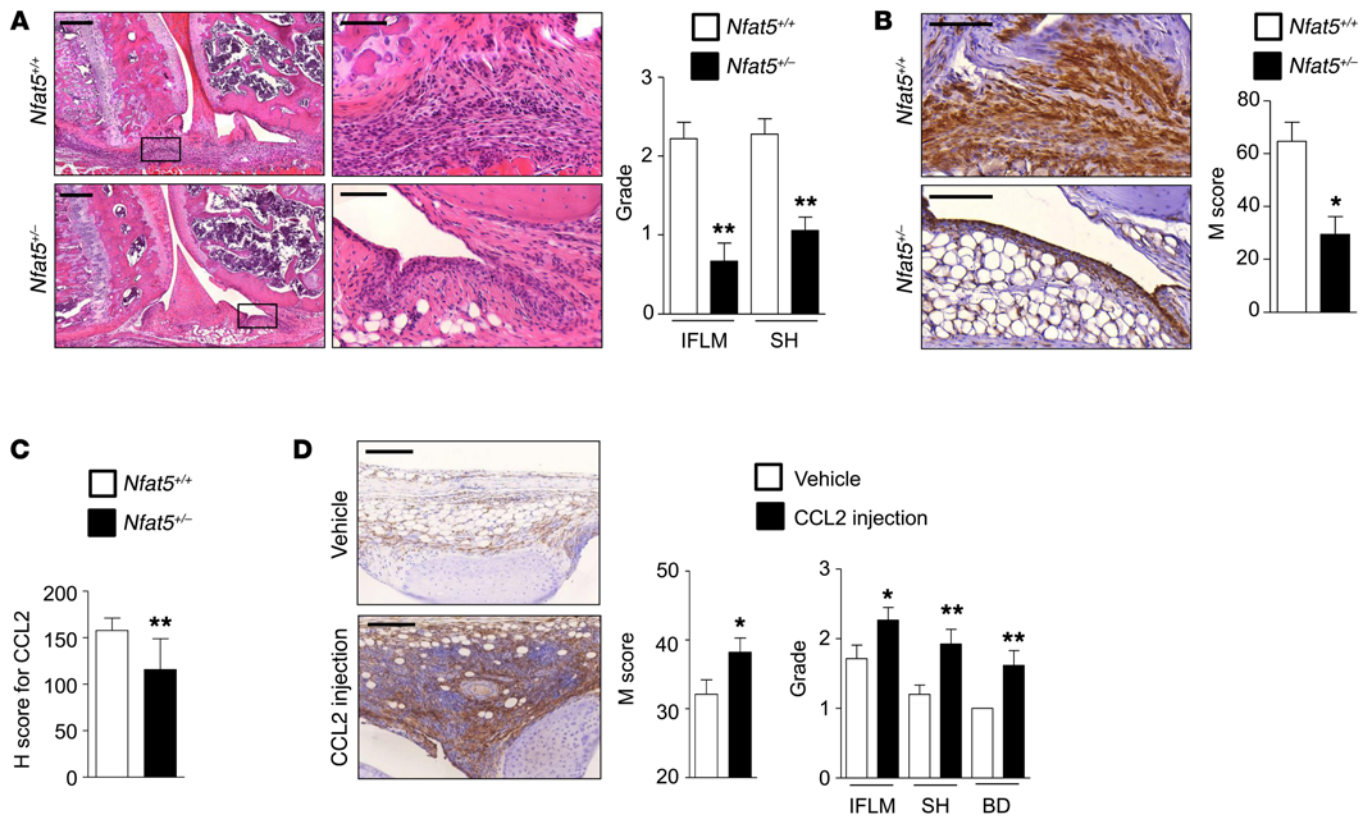 A
Nfat5+/+
Nfat5+/–
Nfat5+/+
Nfat5+/–
Grade
3
2
1
0
** **
IFLM SH
B
Nfat5+/+
Nfat5+/–
Nfat5+/+
Nfat5+/–
M score
80
60
40
20
0
*
C
Nfat5+/+
Nfat5+/–
H score for CCL2
200
150
100
50
0
**
D
Vehicle
CCL2 injection
Vehicle
CCL2 injection
M score
50
40
30
20
*
Grade
3
2
1
0
* ** **
IFLM SH BD